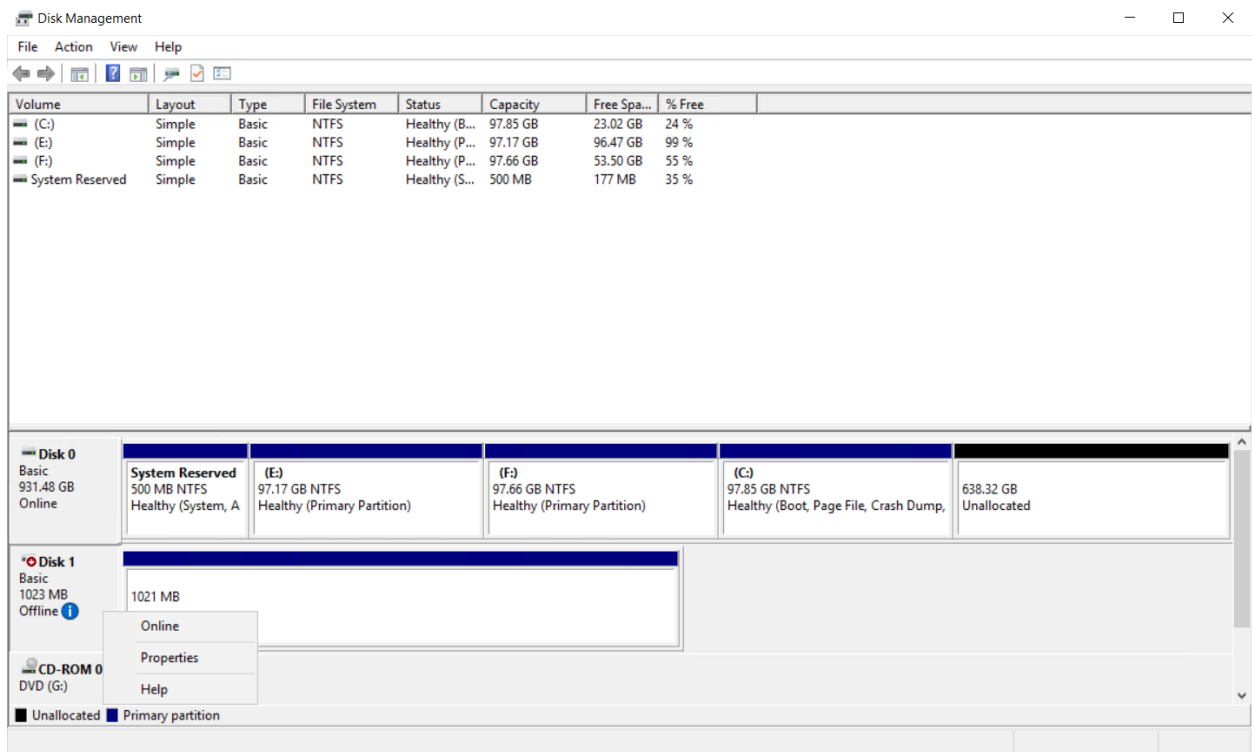 Disk Management
File Action View Help
Volume Layout Type File System Status Capacity Free Spa... % Free
(C:) Simple Basic NTFS Healthy (B... 97.85 GB 23.02 GB 24 %
(E:) Simple Basic NTFS Healthy (P... 97.17 GB 96.47 GB 99 %
(F:) Simple Basic NTFS Healthy (P... 97.66 GB 53.50 GB 55 %
System Reserved Simple Basic NTFS Healthy (S... 500 MB 177 MB 35 %
Disk 0
Basic
931.48 GB
Online
System Reserved
500 MB NTFS
Healthy (System, A
(E:)
97.17 GB NTFS
Healthy (Primary Partition)
(F:)
97.66 GB NTFS
Healthy (Primary Partition)
(C:)
97.85 GB NTFS
Healthy (Boot, Page File, Crash Dump,
638.32 GB
Unallocated
Disk 1
Basic
1023 MB
Offline
1021 MB
Online
Properties
Help
CD-ROM 0
DVD (G:)
Unallocated Primary partition